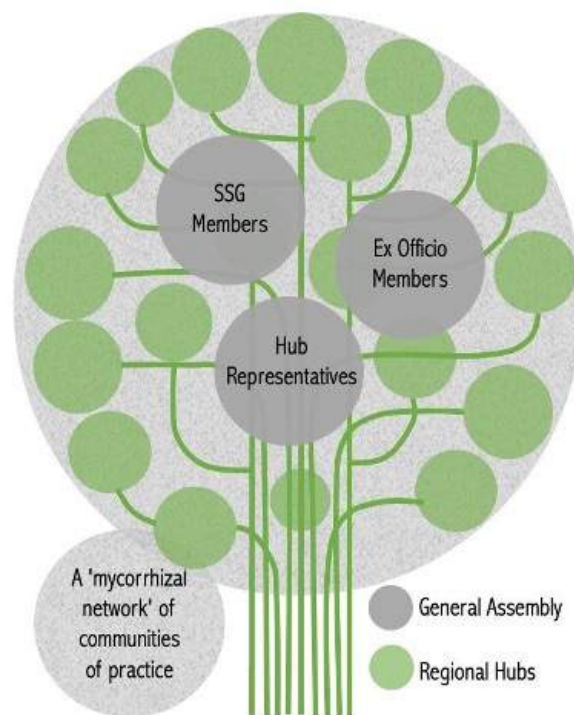 SSG
Members
Ex Officio
Members
Hub
Representatives
A 'mycorrhizal
network' of
communities
of practice
General Assembly
Regional Hubs